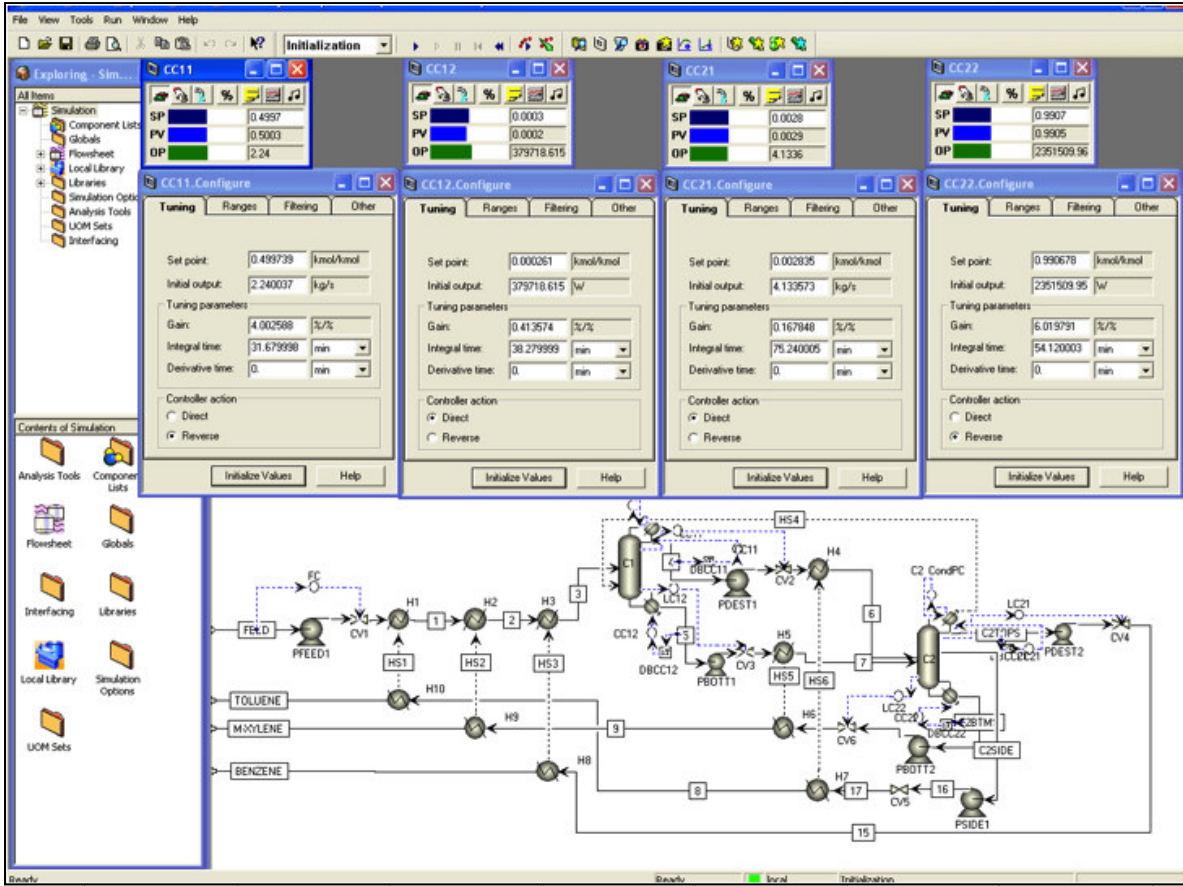 File View Tools Run Window Help
Initialization
Exploring - Sim...
All Items
Simulation
Component Lists
Globals
Flowsheet
Local Library
Libraries
Simulation Optio
Analysis Tools
UOM Sets
Interfacing
CC11
%
SP 0.4997
PV 0.5003
OP 2.24
CC12
%
SP 0.0003
PV 0.0002
OP 379718.615
CC21
%
SP 0.0028
PV 0.0029
OP 4.1336
CC22
%
SP 0.9907
PV 0.9905
OP 2351509.96
CC11.Configure
Tuning Ranges Filtering Other
Set point: 0.499739 kmol/kmol
Initial output: 2.240037 kg/s
Tuning parameters
Gain: 4.002588 %/%
Integral time: 31.679998 min
Derivative time: 0. min
Controller action
Direct
Reverse
Initialize Values Help
CC12.Configure
Tuning Ranges Filtering Other
Set point: 0.000261 kmol/kmol
Initial output: 379718.615 W
Tuning parameters
Gain: 0.413574 %/%
Integral time: 38.279999 min
Derivative time: 0. min
Controller action
Direct
Reverse
Initialize Values Help
CC21.Configure
Tuning Ranges Filtering Other
Set point: 0.002835 kmol/kmol
Initial output: 4.133573 kg/s
Tuning parameters
Gain: 0.167848 %/%
Integral time: 75.240005 min
Derivative time: 0. min
Controller action
Direct
Reverse
Initialize Values Help
CC22.Configure
Tuning Ranges Filtering Other
Set point: 0.990678 kmol/kmol
Initial output: 2351509.95 W
Tuning parameters
Gain: 6.019791 %/%
Integral time: 54.120003 min
Derivative time: 0. min
Controller action
Direct
Reverse
Initialize Values Help
Contents of Simulation
Analysis Tools
Component Lists
Flowsheet
Globals
Interfacing
Libraries
Local Library
Simulation Options
UOM Sets
HS4
C1
2
CC11
DBCC11
H4
CV2
PDEST1
C2_CondPC
FC
H1
H2
H3
3
FEED
PFEED1
CV1
1
2
LC12
CC12
5
DBCC12
PBOTT1
CV3
H5
6
7
C2
LC21
C2TOPS
PDEST2
CV4
HS1
HS2
HS3
HS5
HS6
H10
TOLUENE
M-XYLENE
H9
9
H6
CV6
LC22
DBCC22
C2SIDE
PBOTT2
BENZENE
H8
8
H7
17
CV5
16
PSIDE1
15
Ready
Ready local Initialization